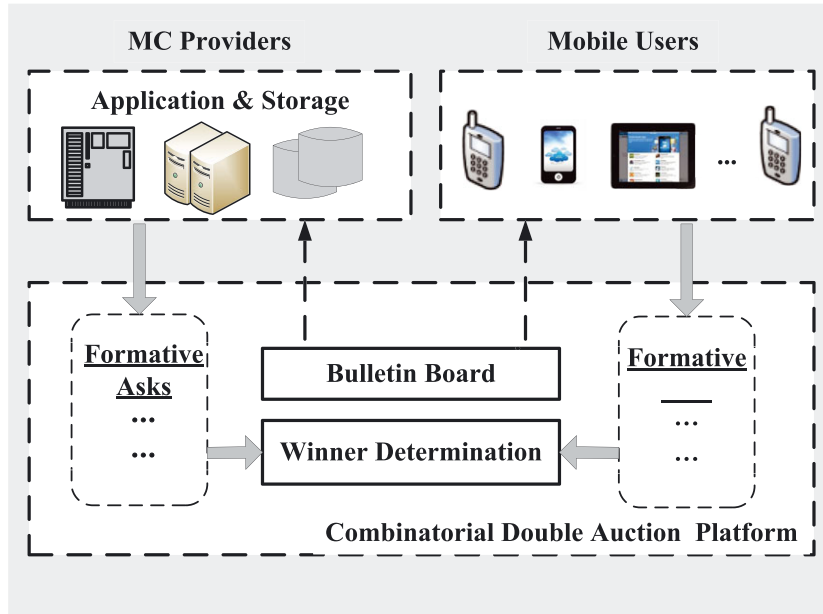 MC Providers
Mobile Users
Application & Storage
...
Formative
Asks
...
...
Bulletin Board
Winner Determination
Formative
...
...
Combinatorial Double Auction Platform